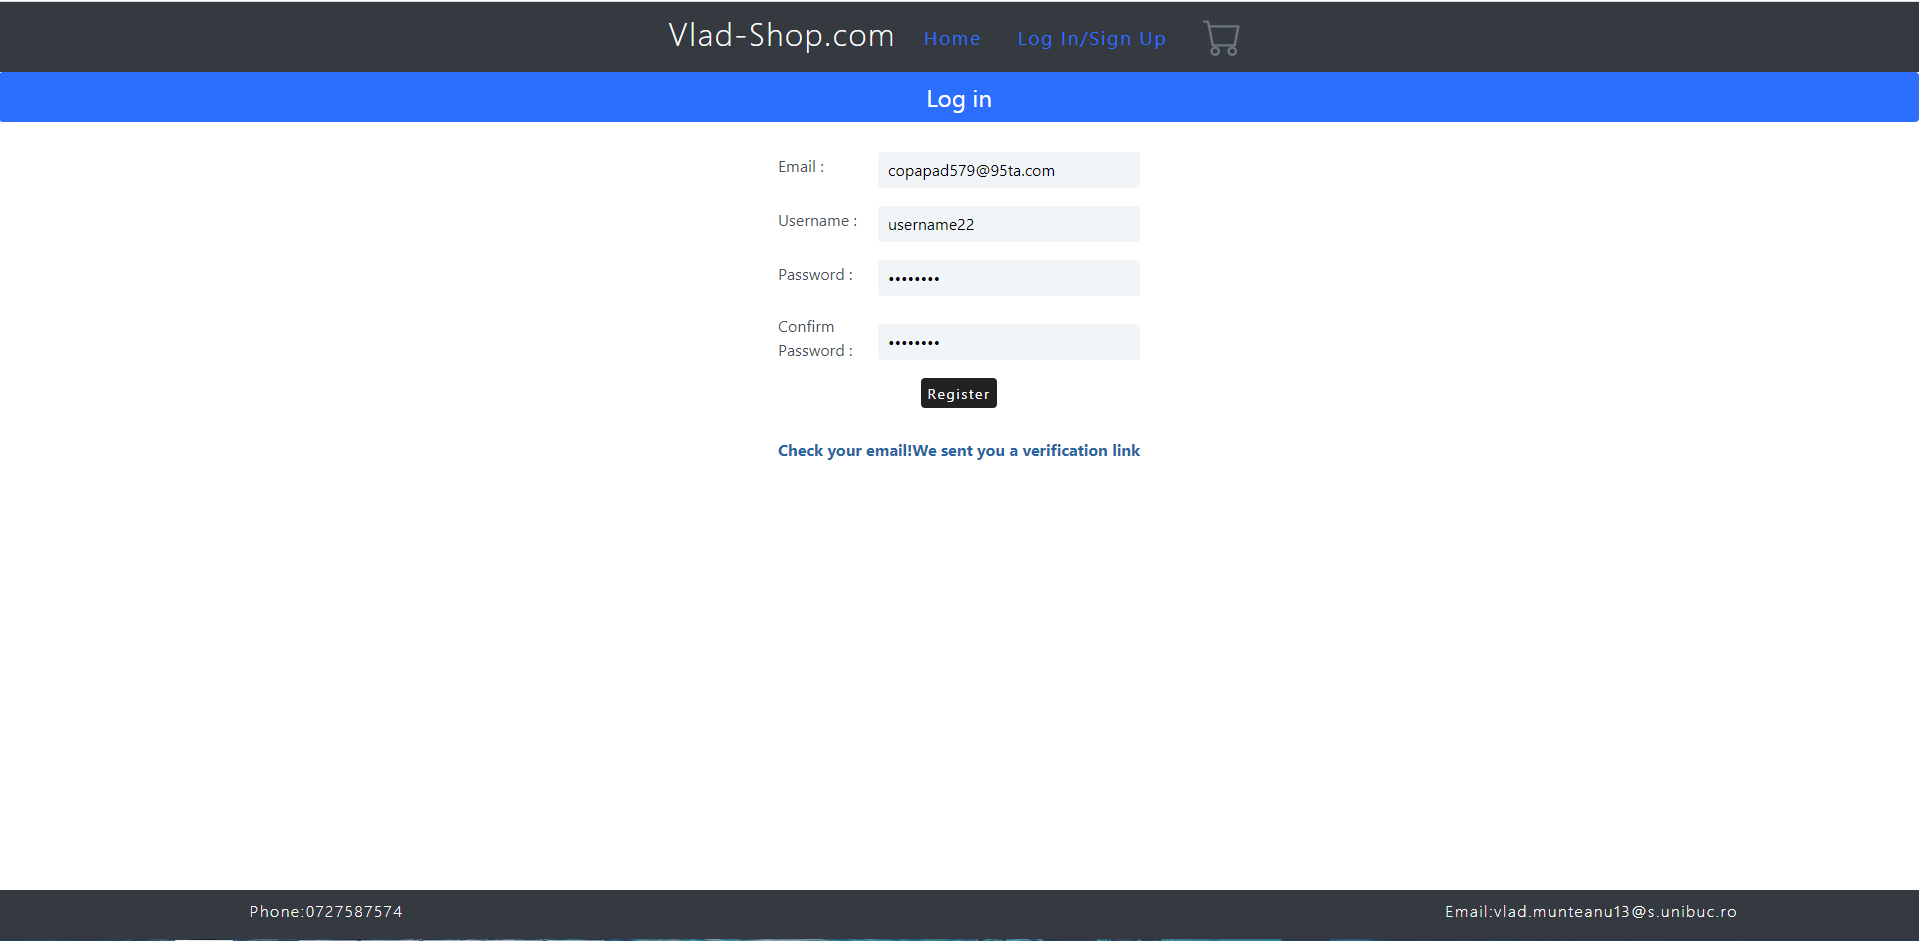 Vlad-Shop.com Home Log In/Sign Up
Log in
Email : copapad579@95ta.com
Username : username22
Password : ••••••••
Confirm
Password : ••••••••
Register
Check your email!We sent you a verification link
Phone:0727587574 Email:vlad.munteanu13@s.unibuc.ro